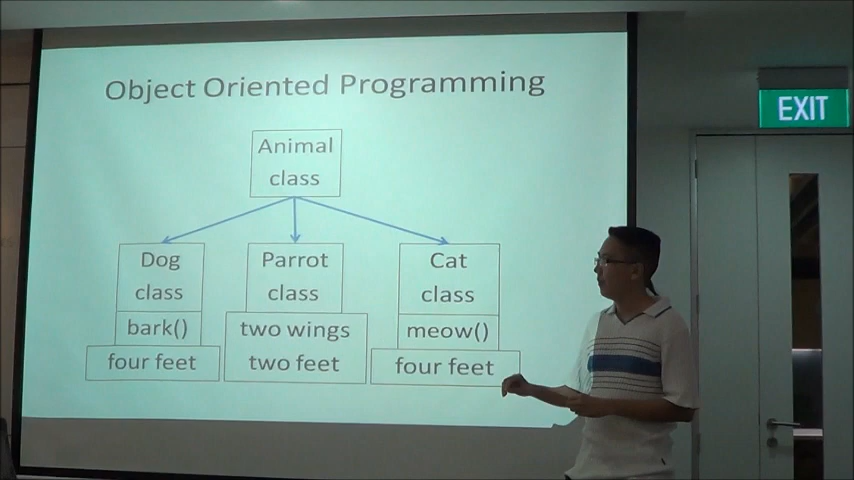 Object Oriented Programming
EXIT
Animal
class
Dog
class
bark()
four feet
Parrot
class
two wings
two feet
Cat
class
meow()
four feet